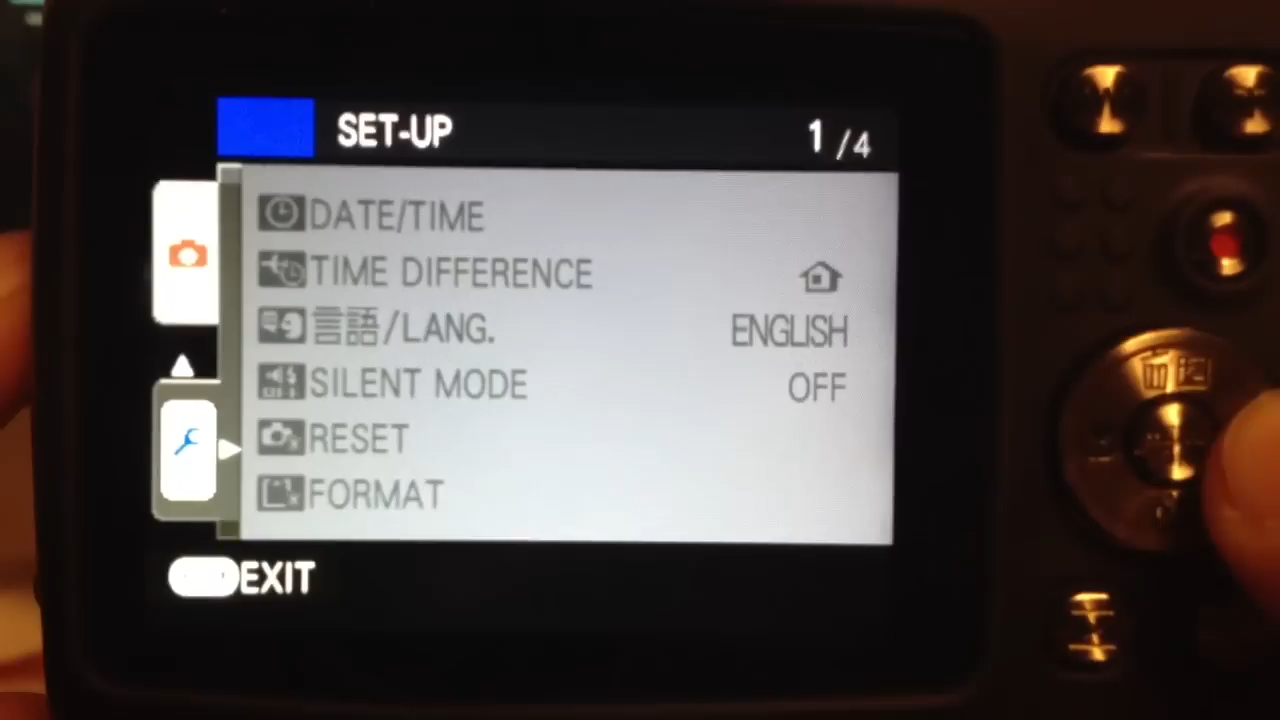 SET-UP 1 /4
DATE/TIME
TIME DIFFERENCE
言語/LANG. ENGLISH
SILENT MODE OFF
RESET
FORMAT
EXIT